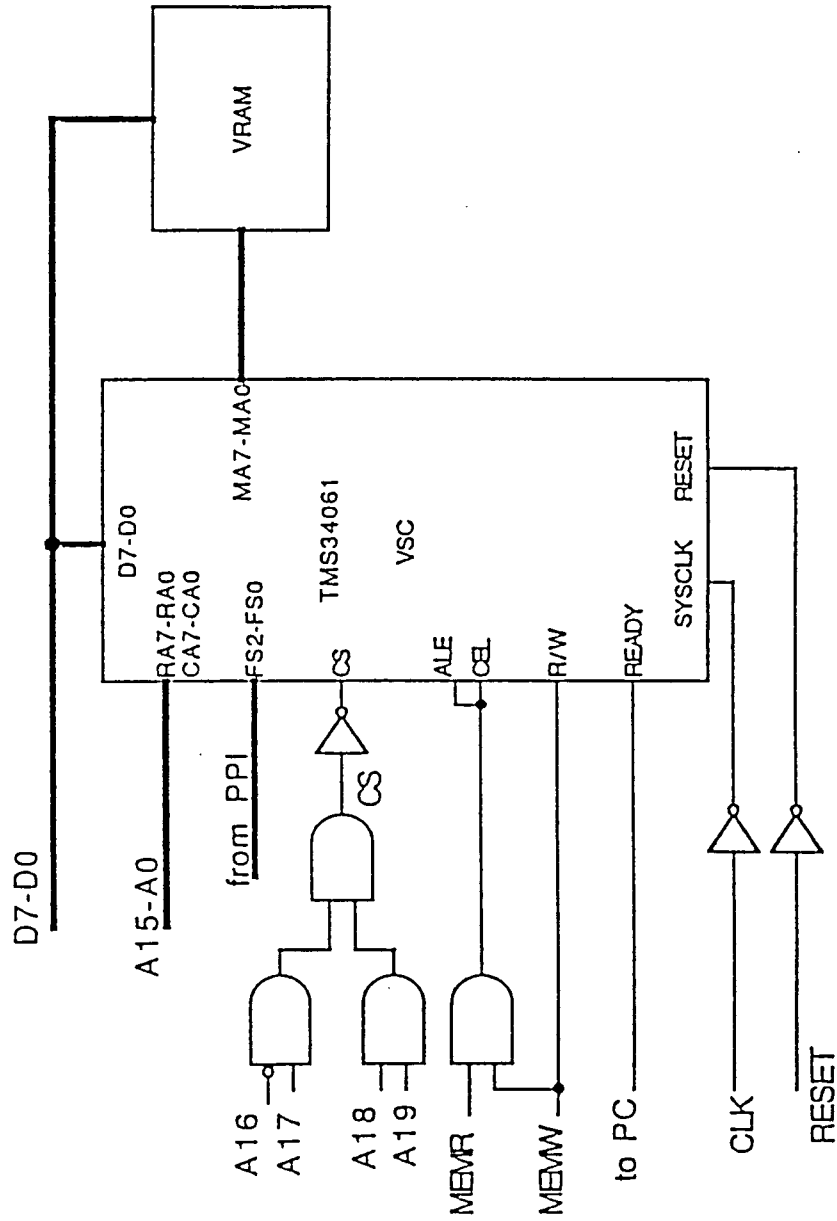 D7-D0
A15-A0
from PPI
A16
A17
A18
A19
MEMR
MEMW
to PC
CLK
RESET
CS
D7-D0
RA7-RA0
CA7-CA0
FS2-FS0
CS
ALE
CEL
R/W
READY
SYSCLK
RESET
MA7-MA0
TMS34061
VSC
VRAM